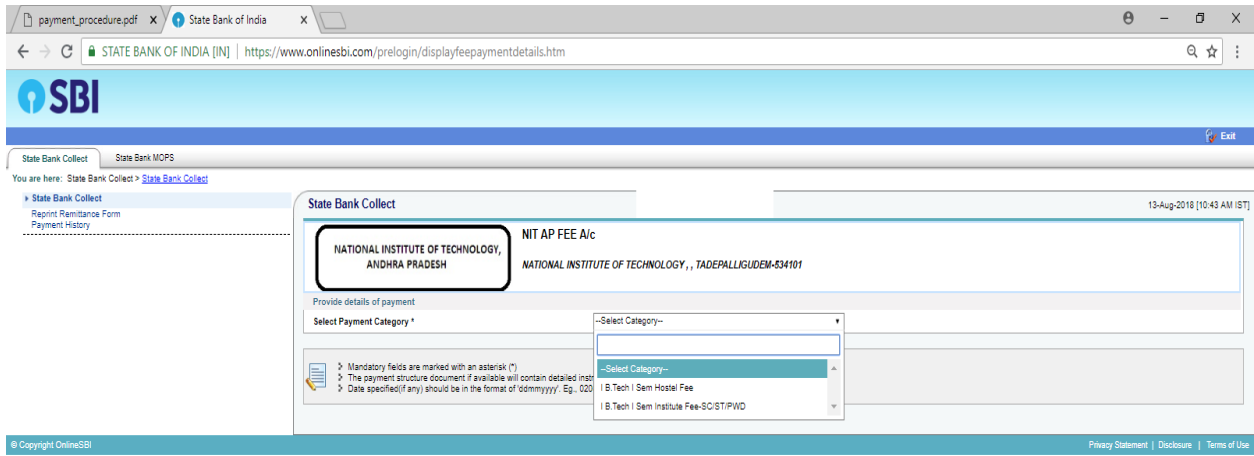 payment_procedure.pdf x State Bank of India x
STATE BANK OF INDIA [IN] | https://www.onlinesbi.com/prelogin/displayfeepaymentdetails.htm
SBI
Exit
State Bank Collect State Bank MOPS
You are here: State Bank Collect > State Bank Collect
State Bank Collect
Reprint Remittance Form
Payment History
State Bank Collect 13-Aug-2018 [10:43 AM IST]
NATIONAL INSTITUTE OF TECHNOLOGY,
ANDHRA PRADESH
NIT AP FEE A/c
NATIONAL INSTITUTE OF TECHNOLOGY , , TADEPALLIGUDEM-534101
Provide details of payment
Select Payment Category * --Select Category--
--Select Category--
I B.Tech I Sem Hostel Fee
I B.Tech I Sem Institute Fee-SC/ST/PWD
Mandatory fields are marked with an asterisk (*)
The payment structure document if available will contain detailed inst
Date specified(if any) should be in the format of 'ddmmyyyy'. Eg., 020
© Copyright OnlineSBI Privacy Statement | Disclosure | Terms of Use